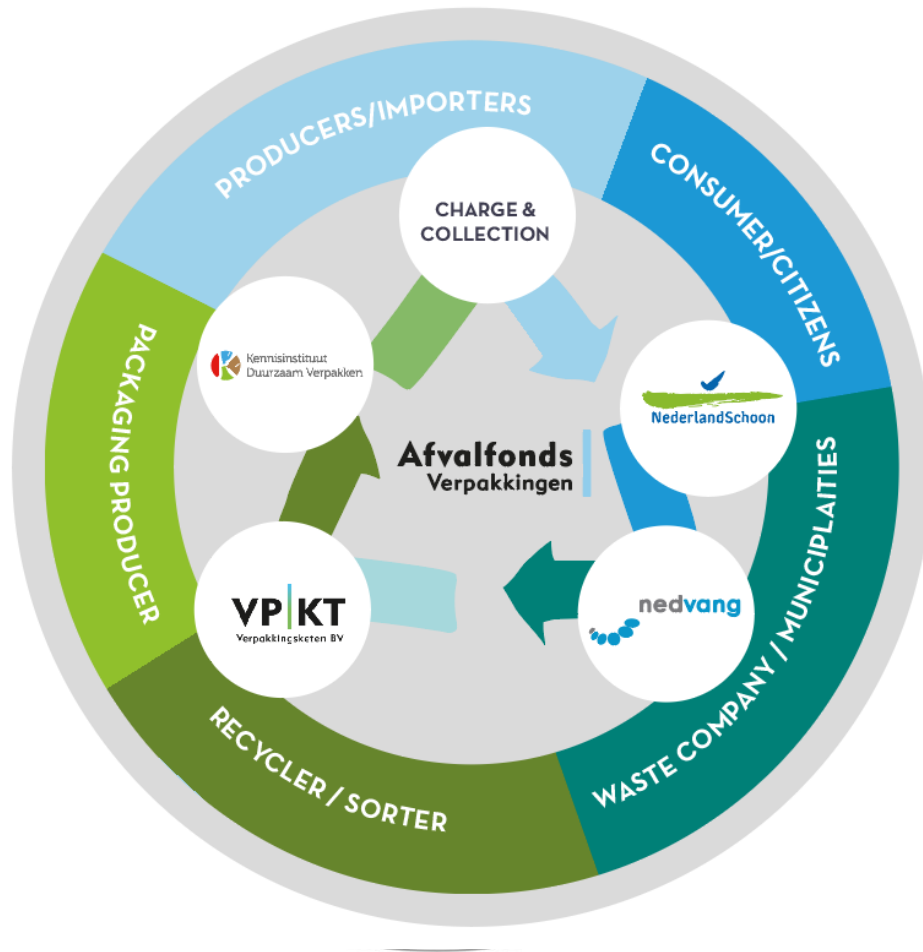 PRODUCERS/IMPORTERS
CONSUMER/CITIZENS
CHARGE &
COLLECTION
Kennisinstituut
Duurzaam Verpakken
NederlandSchoon
PACKAGING PRODUCER
Afvalfonds
Verpakkingen
VP|KT
Verpakkingsketen BV
nedvang
WASTE COMPANY / MUNICIPLAITIES
RECYCLER / SORTER